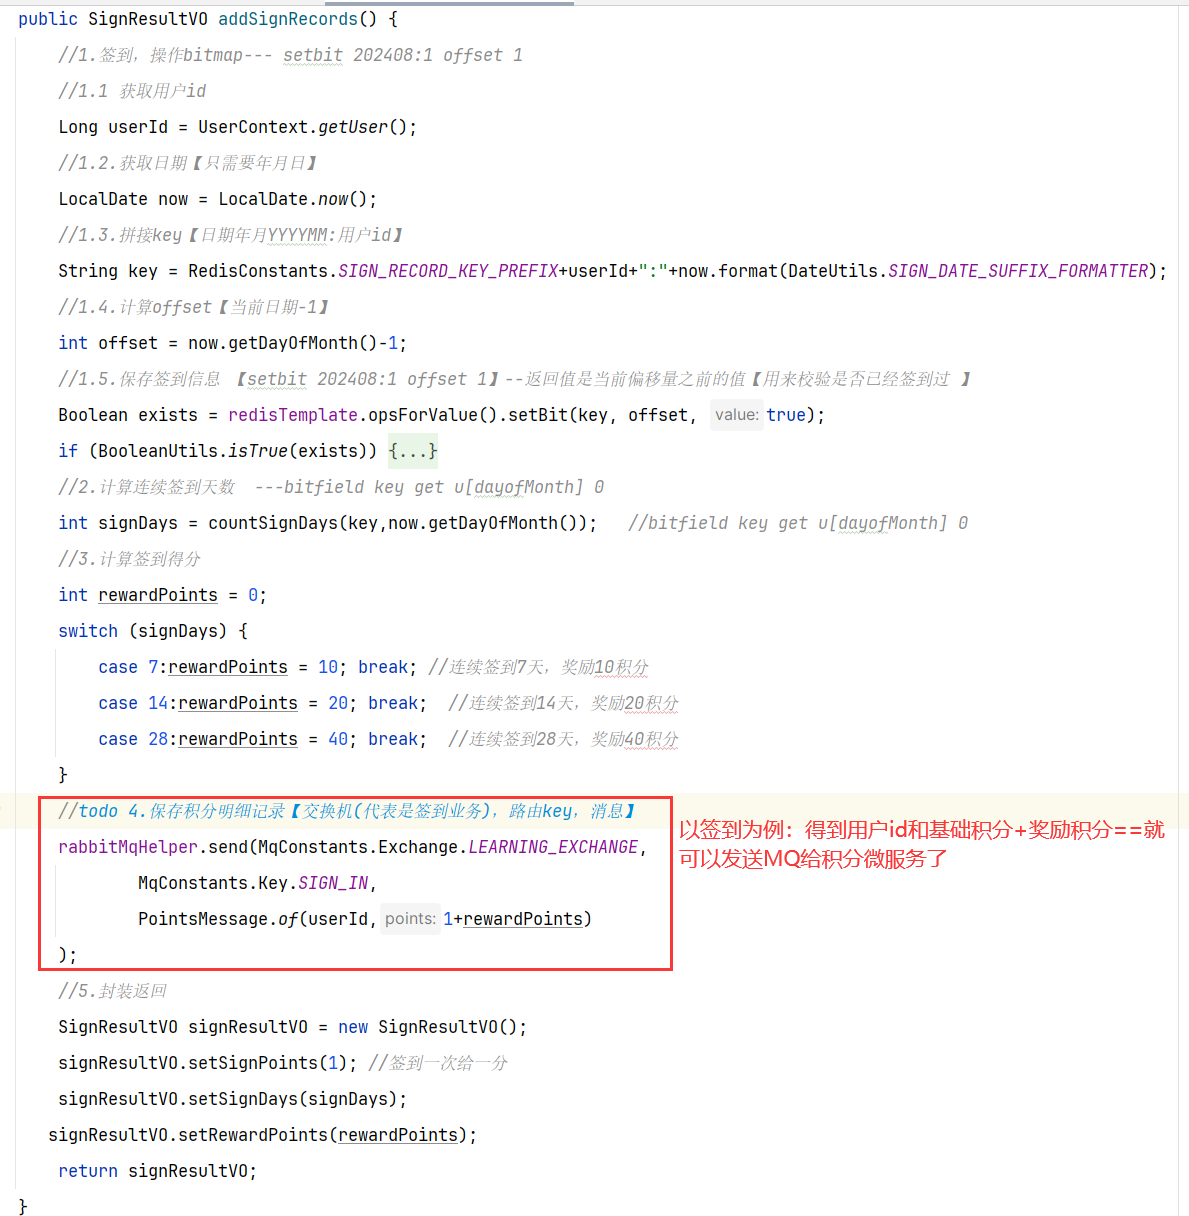 public SignResultVO addSignRecords() {
//1.签到，操作bitmap--- setbit 202408:1 offset 1
//1.1 获取用户id
Long userId = UserContext.getUser();
//1.2.获取日期【只需要年月日】
LocalDate now = LocalDate.now();
//1.3.拼接key【日期年月YYYYMM:用户id】
String key = RedisConstants.SIGN_RECORD_KEY_PREFIX+userId+":"+now.format(DateUtils.SIGN_DATE_SUFFIX_FORMATTER);
//1.4.计算offset【当前日期-1】
int offset = now.getDayOfMonth()-1;
//1.5.保存签到信息 【setbit 202408:1 offset 1】--返回值是当前偏移量之前的值【用来校验是否已经签到过 】
Boolean exists = redisTemplate.opsForValue().setBit(key, offset, value: true);
if (BooleanUtils.isTrue(exists)) {...}
//2.计算连续签到天数 ---bitfield key get u[dayofMonth] 0
int signDays = countSignDays(key,now.getDayOfMonth()); //bitfield key get u[dayofMonth] 0
//3.计算签到得分
int rewardPoints = 0;
switch (signDays) {
case 7:rewardPoints = 10; break; //连续签到7天，奖励10积分
case 14:rewardPoints = 20; break; //连续签到14天，奖励20积分
case 28:rewardPoints = 40; break; //连续签到28天，奖励40积分
}
//todo 4.保存积分明细记录【交换机(代表是签到业务)，路由key，消息】
rabbitMqHelper.send(MqConstants.Exchange.LEARNING_EXCHANGE,
MqConstants.Key.SIGN_IN,
PointsMessage.of(userId, points: 1+rewardPoints)
);
以签到为例：得到用户id和基础积分+奖励积分==就
可以发送MQ给积分微服务了
//5.封装返回
SignResultVO signResultVO = new SignResultVO();
signResultVO.setSignPoints(1); //签到一次给一分
signResultVO.setSignDays(signDays);
signResultVO.setRewardPoints(rewardPoints);
return signResultVO;
}